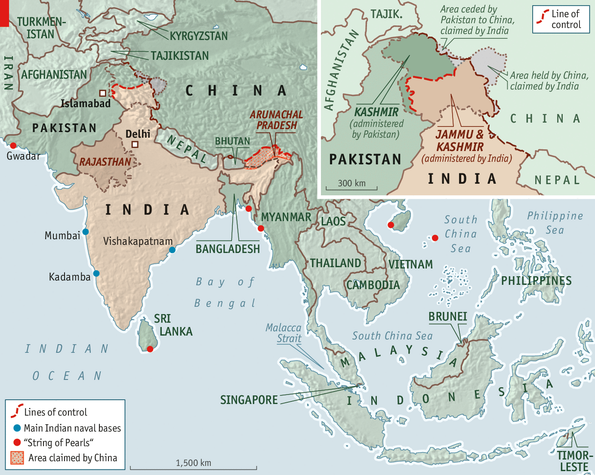 TURKMEN-
ISTAN
KYRGYZSTAN
TAJIKISTAN
AFGHANISTAN
IRAN
Islamabad
CHINA
PAKISTAN
Delhi
ARUNACHAL
PRADESH
BHUTAN
NEPAL
Gwadar
RAJASTHAN
INDIA
MYANMAR
LAOS
Mumbai
Vishakapatnam
BANGLADESH
THAILAND
VIETNAM
CAMBODIA
Kadamba
Bay of
Bengal
SRI
LANKA
INDIAN
OCEAN
South
China
Sea
Philippine
Sea
PHILIPPINES
BRUNEI
Malacca
Strait
South China Sea
MALAYSIA
SINGAPORE
INDONESIA
TIMOR-
LESTE
1,500 km
Lines of control
Main Indian naval bases
"String of Pearls"
Area claimed by China
TAJIK.
Area ceded by
Pakistan to China,
claimed by India
Line of
control
AFGHANISTAN
Area held by China,
claimed by India
KASHMIR
(administered
by Pakistan)
CHINA
JAMMU &
KASHMIR
(administered by India)
PAKISTAN
INDIA
NEPAL
300 km